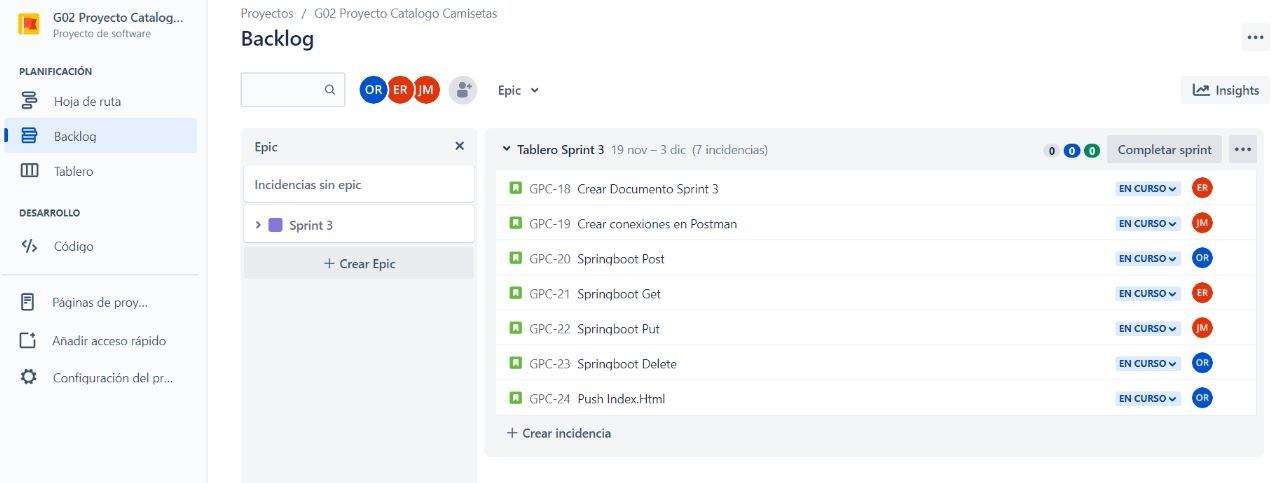 G02 Proyecto Catalog...
Proyecto de software
PLANIFICACIÓN
Hoja de ruta
Backlog
Tablero
DESARROLLO
Código
Páginas de proy...
Añadir acceso rápido
Configuración del pr...
Proyectos / G02 Proyecto Catalogo Camisetas
Backlog
OR ER JM
Epic
Insights
Epic
Incidencias sin epic
Sprint 3
+ Crear Epic
Tablero Sprint 3 19 nov – 3 dic (7 incidencias) 0 0 0 Completar sprint
GPC-18 Crear Documento Sprint 3 EN CURSO ER
GPC-19 Crear conexiones en Postman EN CURSO JM
GPC-20 Springboot Post EN CURSO OR
GPC-21 Springboot Get EN CURSO ER
GPC-22 Springboot Put EN CURSO JM
GPC-23 Springboot Delete EN CURSO OR
GPC-24 Push Index.Html EN CURSO OR
+ Crear incidencia